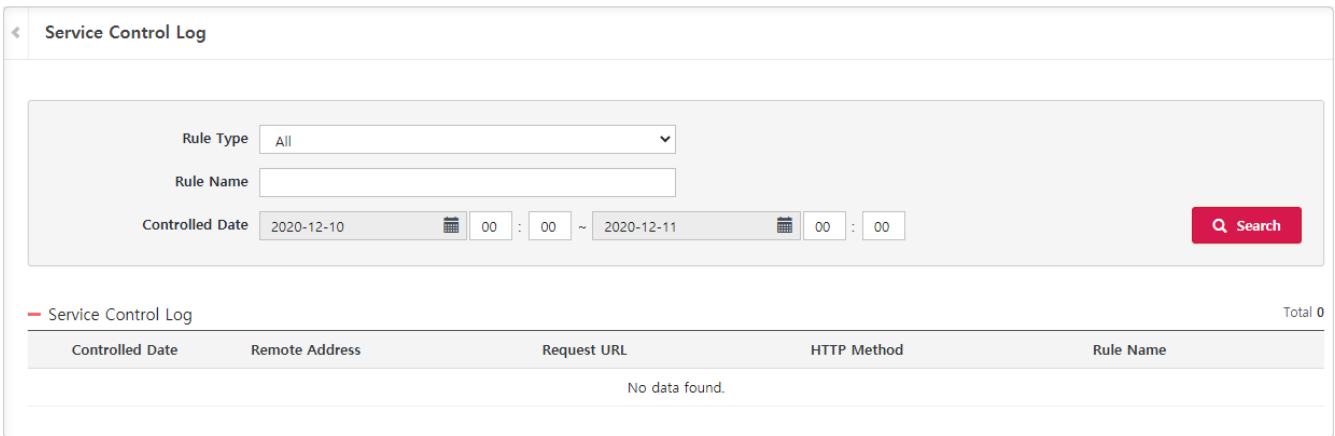 Service Control Log
Rule Type All
Rule Name
Controlled Date 2020-12-10 00 : 00 ~ 2020-12-11 00 : 00 Search
Service Control Log Total 0
Controlled Date Remote Address Request URL HTTP Method Rule Name
No data found.